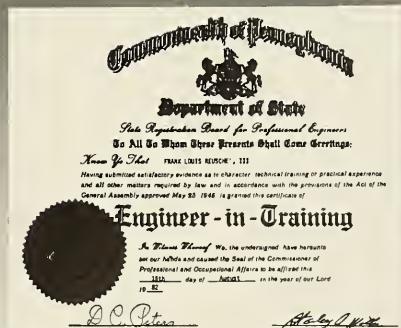 Commonwealth of Pennsylvania
Department of State
State Registration Board for Professional Engineers
To All To Whom These Presents Shall Come Greetings:
Know Ye That FRANK LOUIS REUSCHE', III
Having submitted satisfactory evidence as to character technical training or practical experience
and all other matters required by law and in accordance with the provisions of the Act of the
General Assembly approved May 23 1945 is granted this certificate of
Engineer-in-Training
In Witness Whereof We, the undersigned have hereunto
set our hands and caused the Seal of the Commissioner of
Professional and Occupational Affairs to be affixed this
18th day of August in the year of our Lord
19 82
D. C. Peters